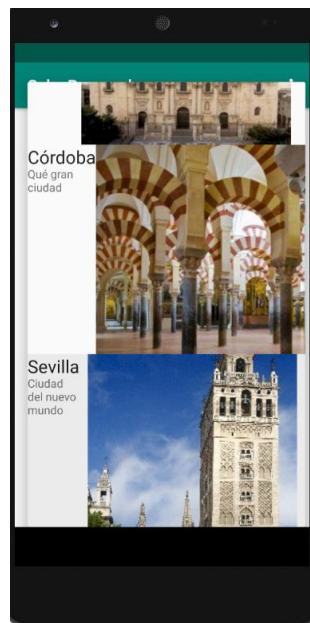 Córdoba
Qué gran
ciudad
Sevilla
Ciudad
del nuevo
mundo